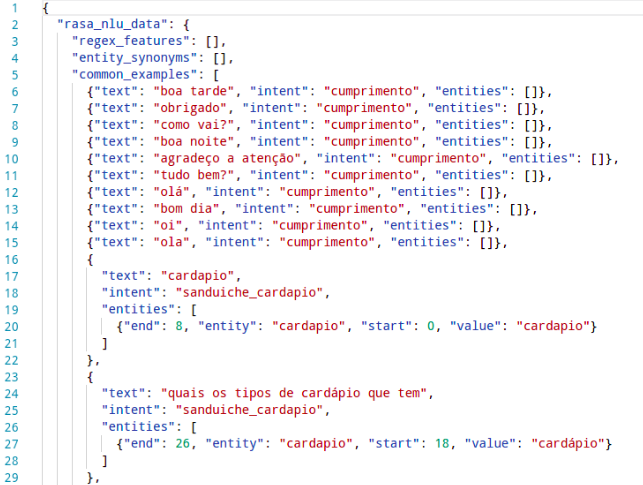 1 {
2 "rasa_nlu_data": {
3 "regex_features": [],
4 "entity_synonyms": [],
5 "common_examples": [
6 {"text": "boa tarde", "intent": "cumprimento", "entities": []},
7 {"text": "obrigado", "intent": "cumprimento", "entities": []},
8 {"text": "como vai?", "intent": "cumprimento", "entities": []},
9 {"text": "boa noite", "intent": "cumprimento", "entities": []},
10 {"text": "agradeço a atenção", "intent": "cumprimento", "entities": []},
11 {"text": "tudo bem?", "intent": "cumprimento", "entities": []},
12 {"text": "olá", "intent": "cumprimento", "entities": []},
13 {"text": "bom dia", "intent": "cumprimento", "entities": []},
14 {"text": "oi", "intent": "cumprimento", "entities": []},
15 {"text": "ola", "intent": "cumprimento", "entities": []},
16 {
17 "text": "cardapio",
18 "intent": "sanduiche_cardapio",
19 "entities": [
20 {"end": 8, "entity": "cardapio", "start": 0, "value": "cardapio"}
21 ]
22 },
23 {
24 "text": "quais os tipos de cardápio que tem",
25 "intent": "sanduiche_cardapio",
26 "entities": [
27 {"end": 26, "entity": "cardapio", "start": 18, "value": "cardápio"}
28 ]
29 },